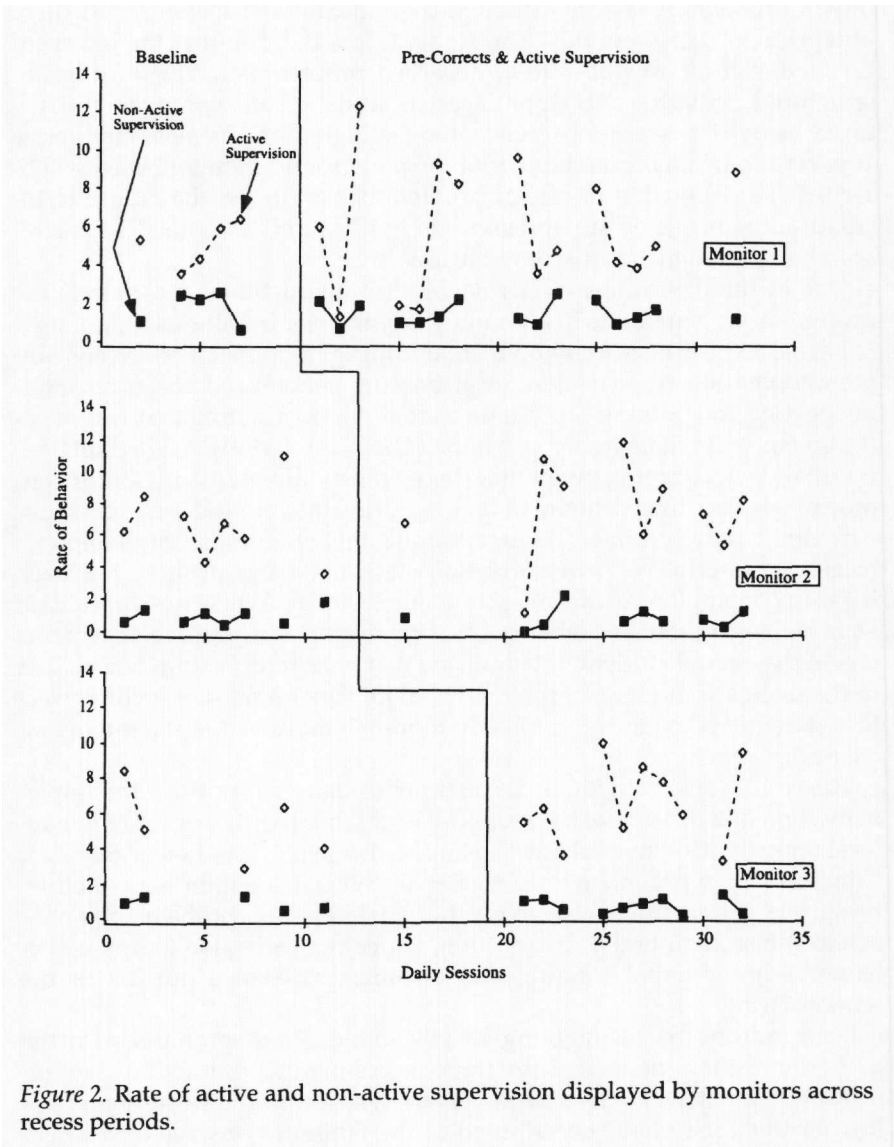 Baseline
Pre-Corrects & Active Supervision
14
12
10
8
6
4
2
0
Non-Active
Supervision
Active
Supervision
Monitor 1
Rate of Behavior
14
12
10
8
6
4
2
0
Monitor 2
14
12
10
8
6
4
2
0
Monitor 3
0
5
10
15
20
25
30
35
Daily Sessions
Figure 2. Rate of active and non-active supervision displayed by monitors across
recess periods.